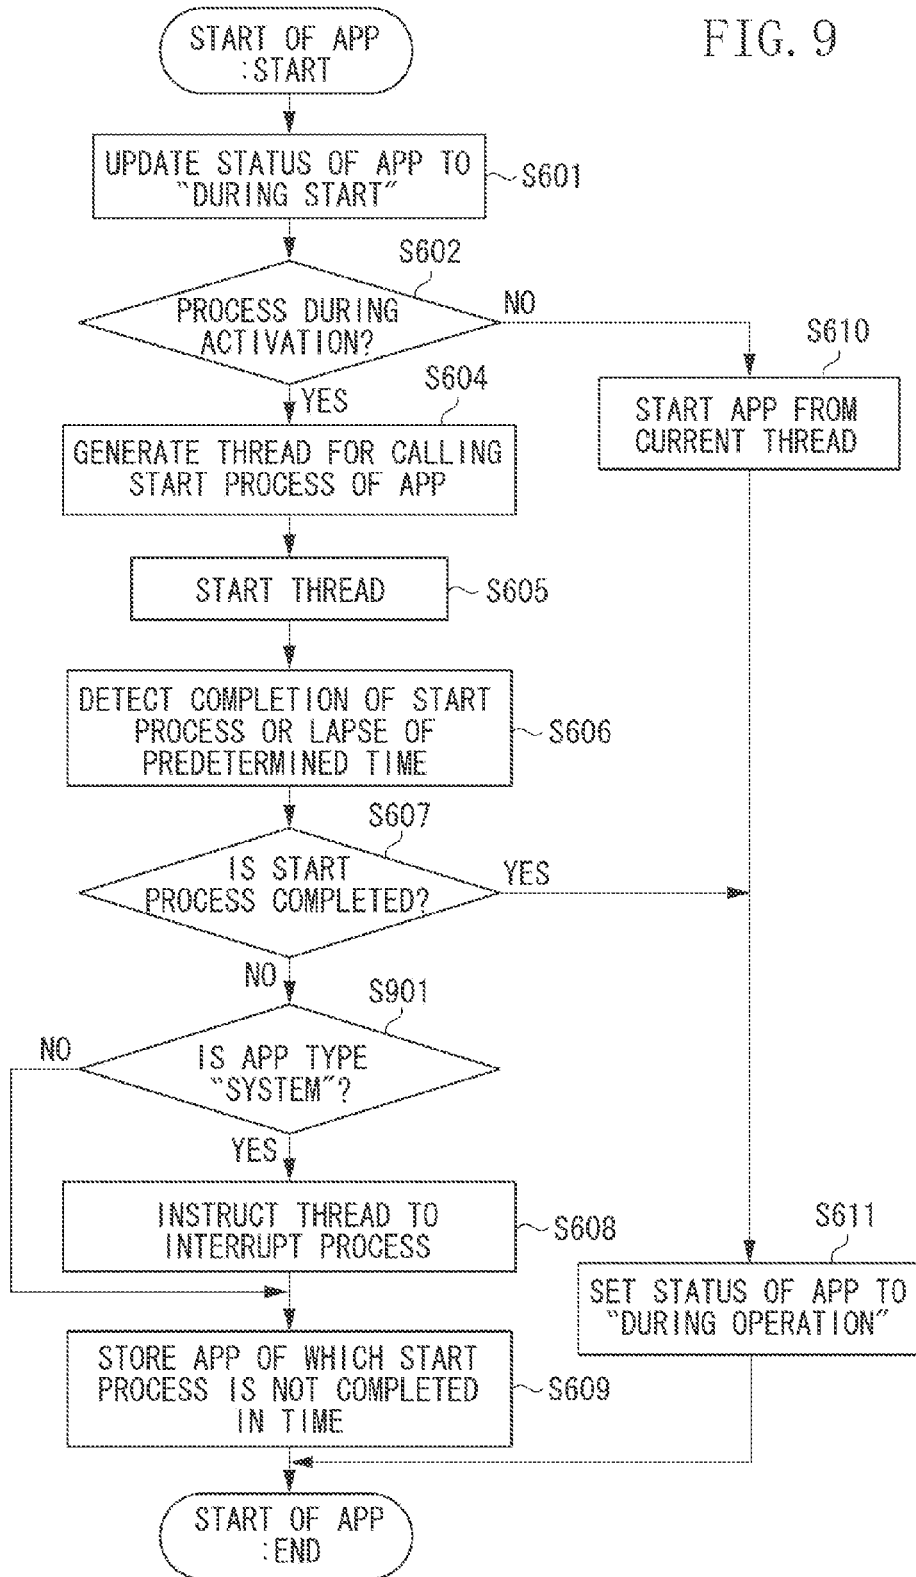 FIG. 9
START OF APP
:START
UPDATE STATUS OF APP TO
"DURING START"
S601
S602
PROCESS DURING
ACTIVATION?
NO
YES
S610
START APP FROM
CURRENT THREAD
S604
GENERATE THREAD FOR CALLING
START PROCESS OF APP
START THREAD
S605
DETECT COMPLETION OF START
PROCESS OR LAPSE OF
PREDETERMINED TIME
S606
S607
IS START
PROCESS COMPLETED?
YES
NO
S901
IS APP TYPE
"SYSTEM"?
NO
YES
INSTRUCT THREAD TO
INTERRUPT PROCESS
S608
S611
SET STATUS OF APP TO
"DURING OPERATION"
STORE APP OF WHICH START
PROCESS IS NOT COMPLETED
IN TIME
S609
START OF APP
:END